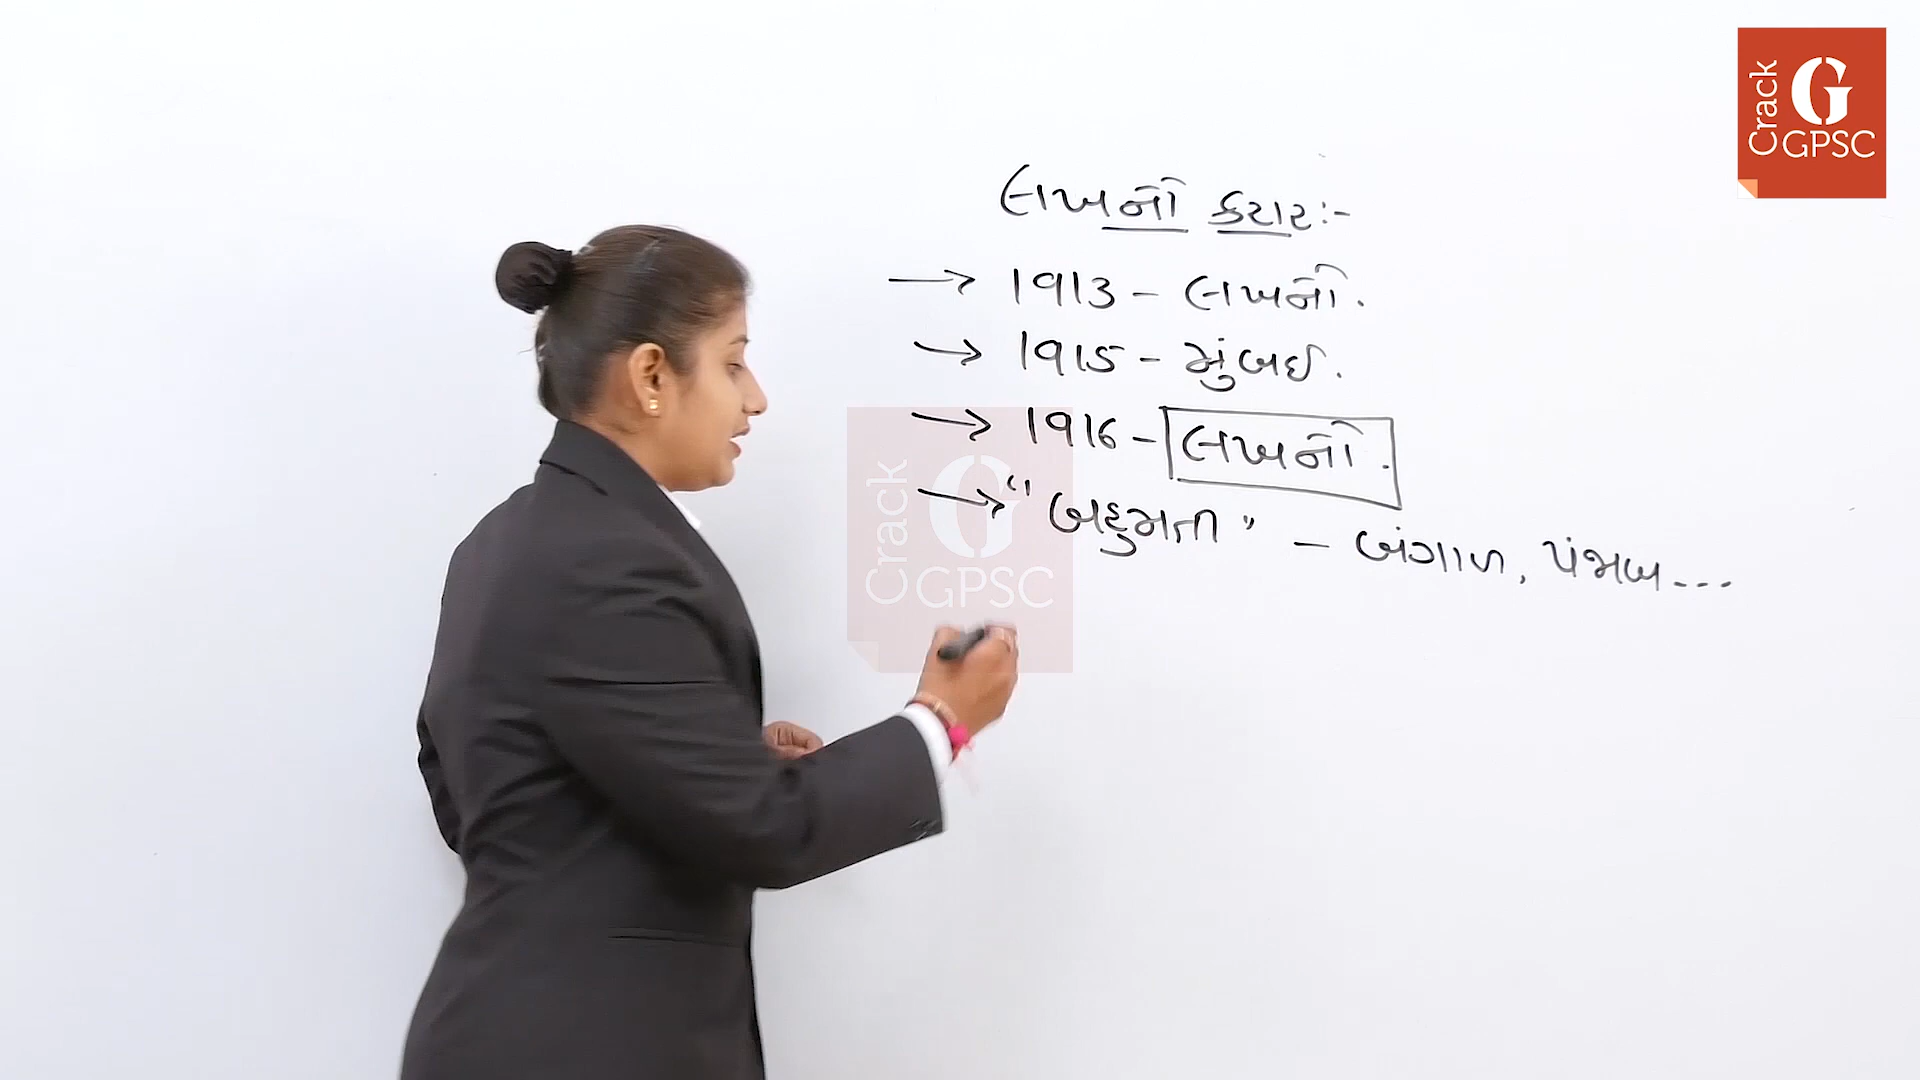 લખનૌ કરાર:-
→ 1913 - લખનૌ.
→ 1915 - મુંબઈ.
→ 1916 - લખનૌ.
→ "બહુમતી" - બંગાળ, પંજાબ...
Crack GPSC
Crack GPSC